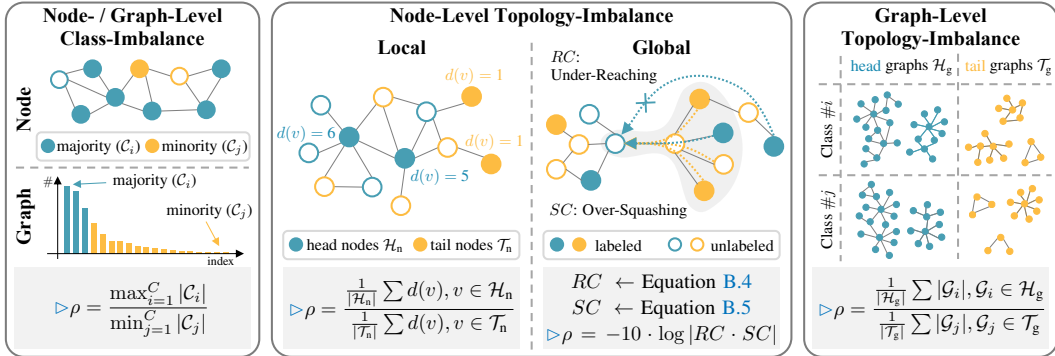 Node- / Graph-Level
Class-Imbalance
Node
majority (𝒞ᵢ)
minority (𝒞ⱼ)
Graph
#
majority (𝒞ᵢ)
minority (𝒞ⱼ)
index
▷ρ = max_{i=1}^{C} |𝒞ᵢ| / min_{j=1}^{C} |𝒞ⱼ|
Node-Level Topology-Imbalance
Local
d(v) = 1
d(v) = 6
d(v) = 1
d(v) = 5
head nodes ℋₙ
tail nodes 𝒯ₙ
▷ρ = (1/|ℋₙ| ∑ d(v), v ∈ ℋₙ) / (1/|𝒯ₙ| ∑ d(v), v ∈ 𝒯ₙ)
Global
RC:
Under-Reaching
SC: Over-Squashing
labeled
unlabeled
RC ← Equation B.4
SC ← Equation B.5
▷ρ = −10 · log |RC · SC|
Graph-Level
Topology-Imbalance
head graphs ℋ_g
tail graphs 𝒯_g
Class #i
Class #j
▷ρ = (1/|ℋ_g| ∑ |𝒢ᵢ|, 𝒢ᵢ ∈ ℋ_g) / (1/|𝒯_g| ∑ |𝒢ⱼ|, 𝒢ⱼ ∈ 𝒯_g)